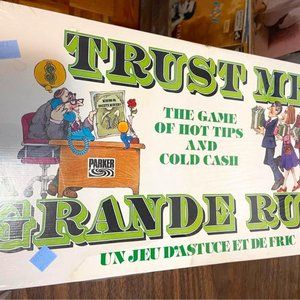 TRUST ME
THE GAME
OF HOT TIPS
AND
COLD CASH
$
PARKER
GRANDE RU
UN JEU D'ASTUCE ET DE FRIC